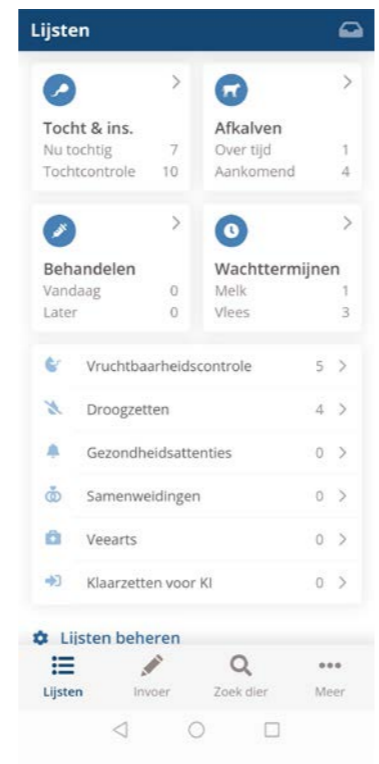 Lijsten
Tocht & ins.
Nu tochtig 7
Tochtcontrole 10
Afkalven
Over tijd 1
Aankomend 4
Behandelen
Vandaag 0
Later 0
Wachttermijnen
Melk 1
Vlees 3
Vruchtbaarheidscontrole 5
Droogzetten 4
Gezondheidsattenties 0
Samenweidingen 0
Veearts 0
Klaarzetten voor KI 0
Lijsten beheren
Lijsten Invoer Zoek dier Meer